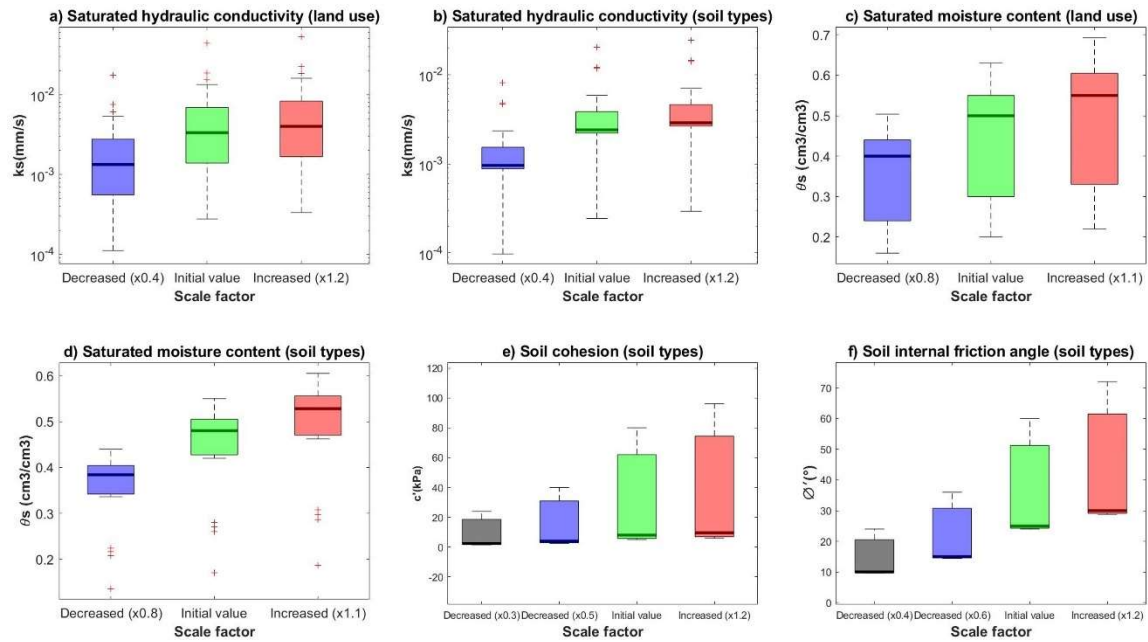 a) Saturated hydraulic conductivity (land use)
ks(mm/s)
10⁻²
10⁻³
10⁻⁴
Decreased (x0.4) Initial value Increased (x1.2)
Scale factor
b) Saturated hydraulic conductivity (soil types)
ks(mm/s)
10⁻²
10⁻³
10⁻⁴
Decreased (x0.4) Initial value Increased (x1.2)
Scale factor
c) Saturated moisture content (land use)
θs (cm3/cm3)
0.7
0.6
0.5
0.4
0.3
0.2
Decreased (x0.8) Initial value Increased (x1.1)
Scale factor
d) Saturated moisture content (soil types)
θs (cm3/cm3)
0.6
0.5
0.4
0.3
0.2
Decreased (x0.8) Initial value Increased (x1.1)
Scale factor
e) Soil cohesion (soil types)
c'(kPa)
120
100
80
60
40
20
0
-20
Decreased (x0.3) Decreased (x0.5) Initial value Increased (x1.2)
Scale factor
f) Soil internal friction angle (soil types)
∅'(°)
70
60
50
40
30
20
10
0
Decreased (x0.4) Decreased (x0.6) Initial value Increased (x1.2)
Scale factor